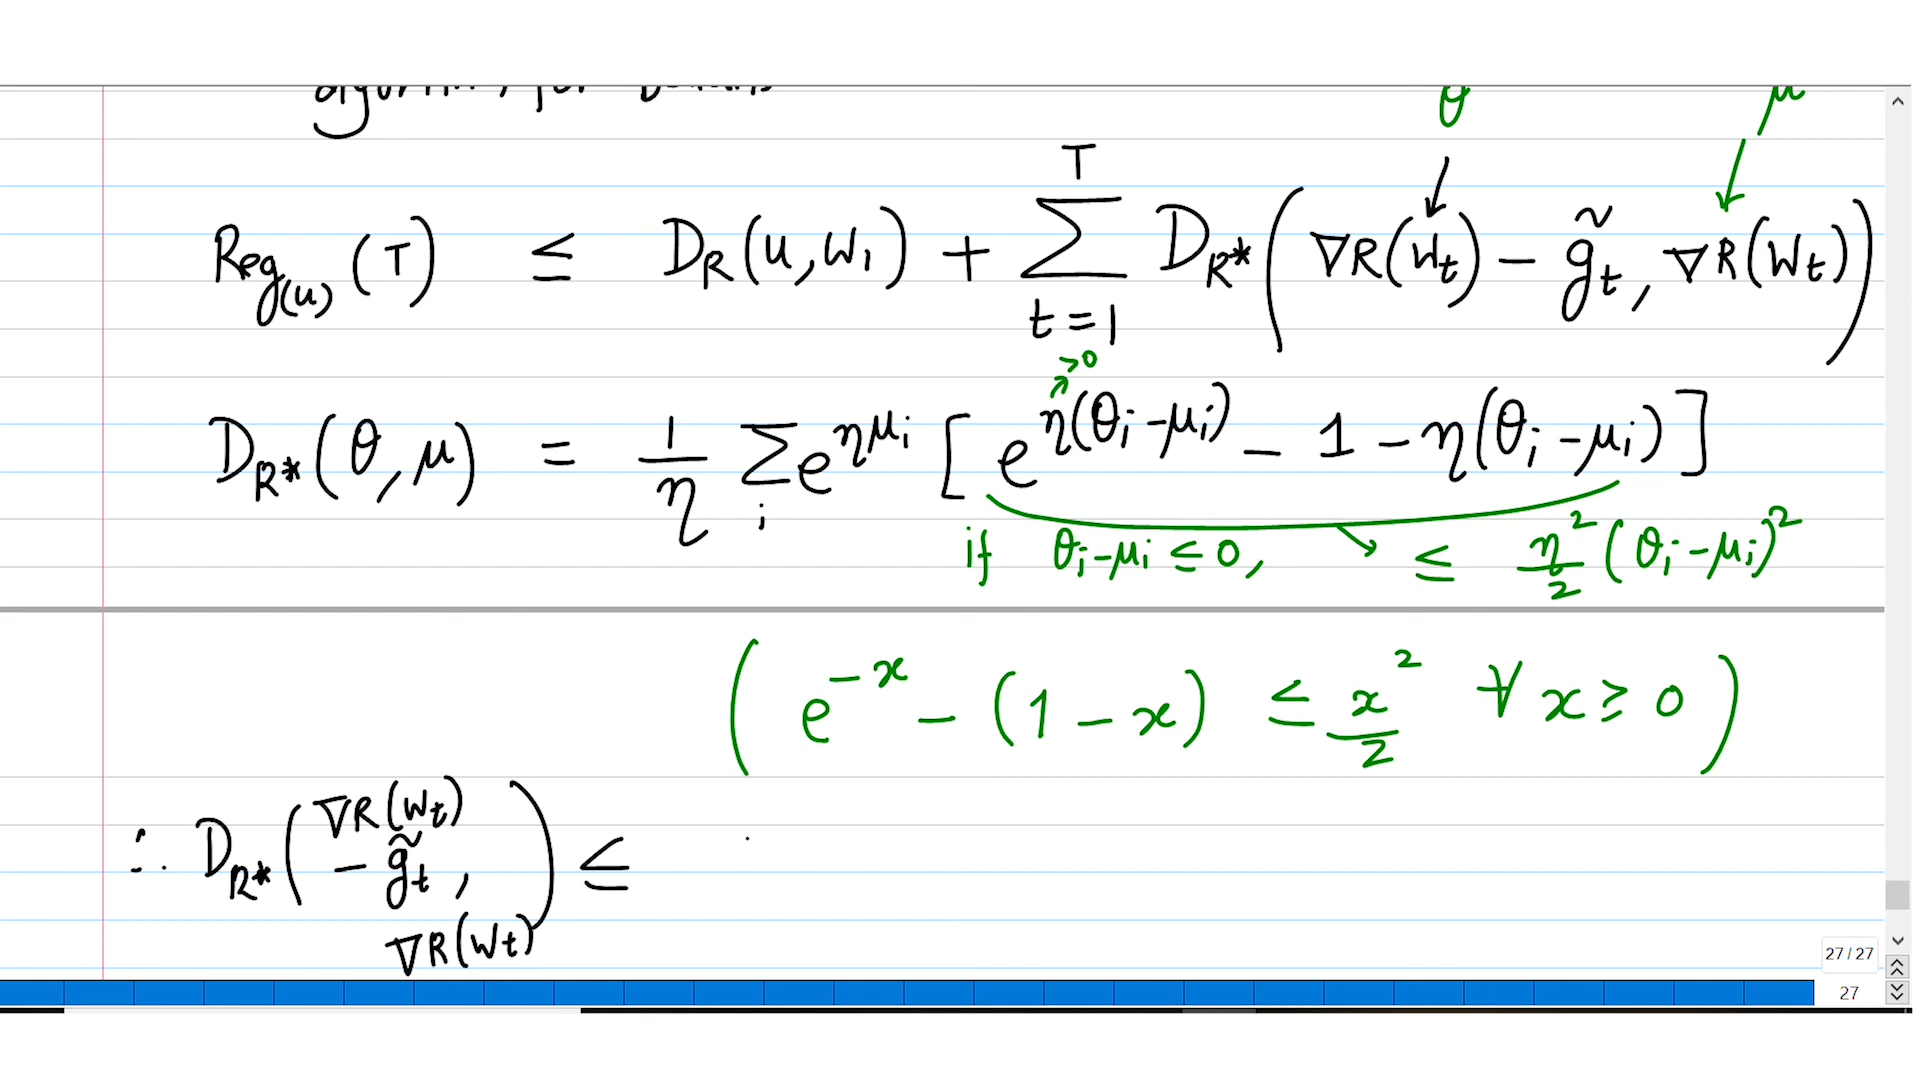 θ μ
Reg_(u) (T) ≤ D_R(u, w_1) + Σ_{t=1}^{T} D_{R*}(∇R(w_t) − g̃_t, ∇R(w_t))
↗>0
D_{R*}(θ, μ) = 1/η Σ_i e^{ημ_i} [e^{η(θ_i−μ_i)} − 1 − η(θ_i−μ_i)]
if θ_i−μ_i ≤ 0, ≤ η²/2 (θ_i−μ_i)²
(e^{−x} − (1 − x) ≤ x²/2 ∀ x ≥ 0)
∴ D_{R*}(∇R(w_t) − g̃_t, ∇R(w_t)) ≤
27 / 27
27